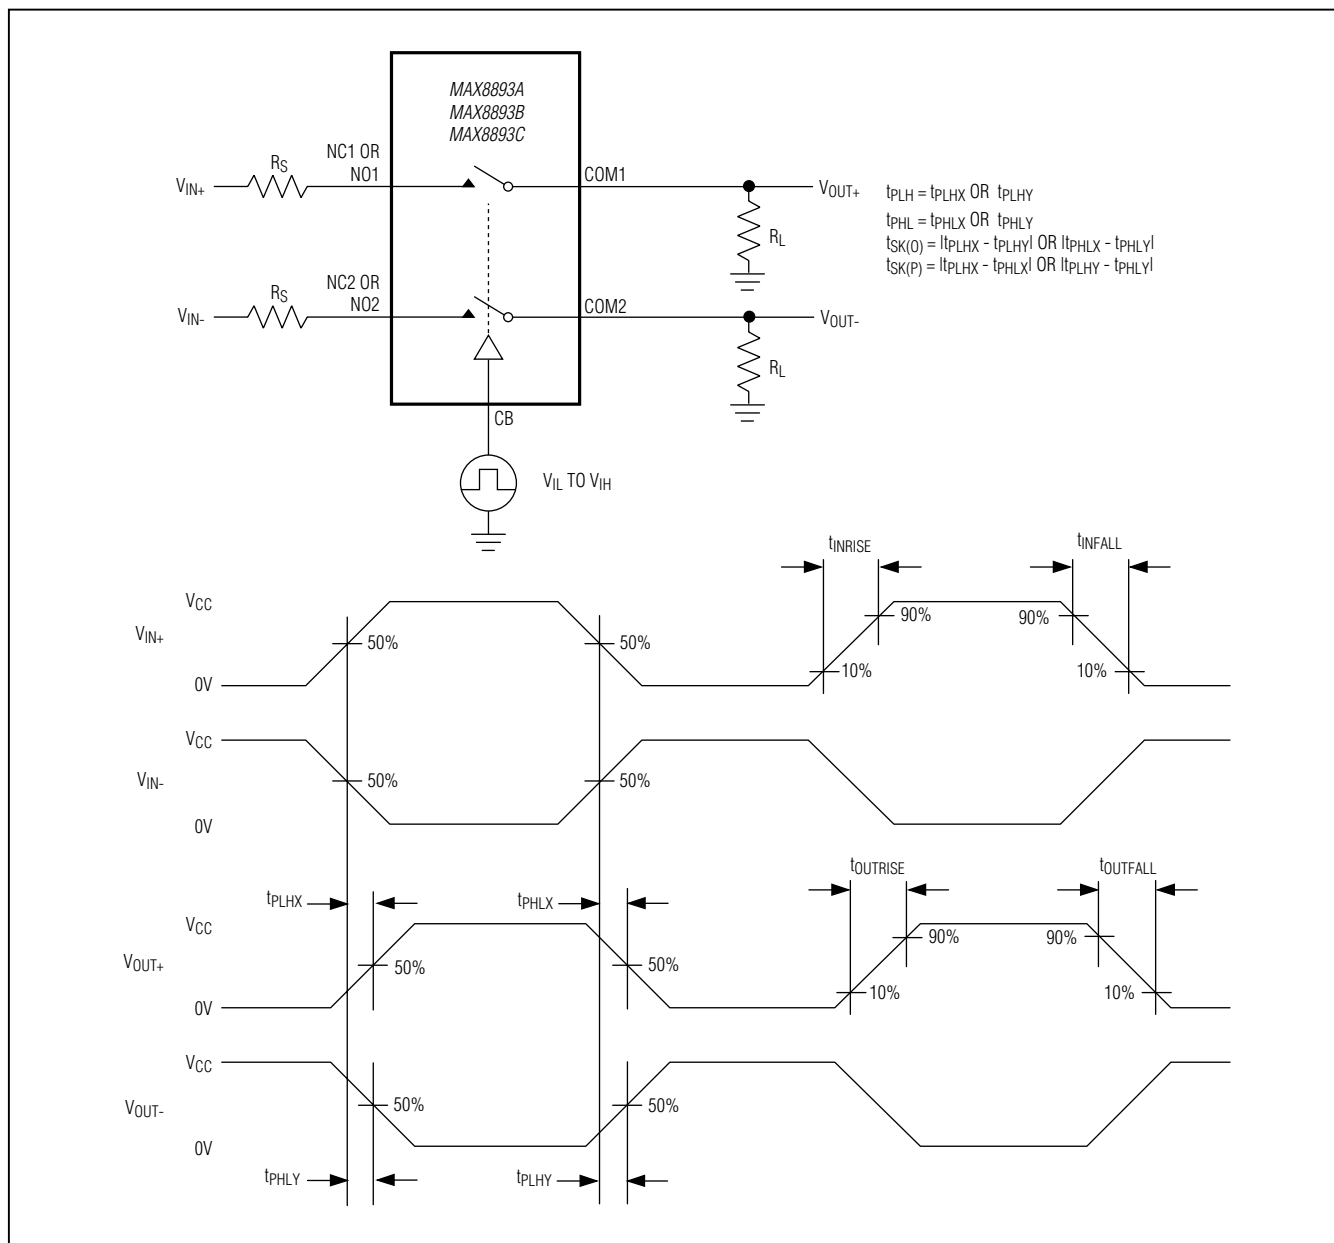 MAX8893A
MAX8893B
MAX8893C
NC1 OR
NO1
RS
VIN+
COM1
VOUT+
RL
tPLH = tPLHX OR tPLHY
tPHL = tPHLX OR tPHLY
tSK(O) = |tPLHX - tPLHY| OR |tPHLX - tPHLY|
tSK(P) = |tPLHX - tPHLX| OR |tPLHY - tPHLY|
NC2 OR
NO2
RS
VIN-
COM2
VOUT-
RL
CB
VIL TO VIH
tINRISE
tINFALL
VCC
VIN+
0V
50%
50%
10%
90%
90%
10%
VCC
VIN-
0V
50%
50%
tOUTRISE
tOUTFALL
tPLHX
tPHLX
VCC
VOUT+
0V
50%
50%
10%
90%
90%
10%
VCC
VOUT-
0V
50%
50%
tPHLY
tPLHY